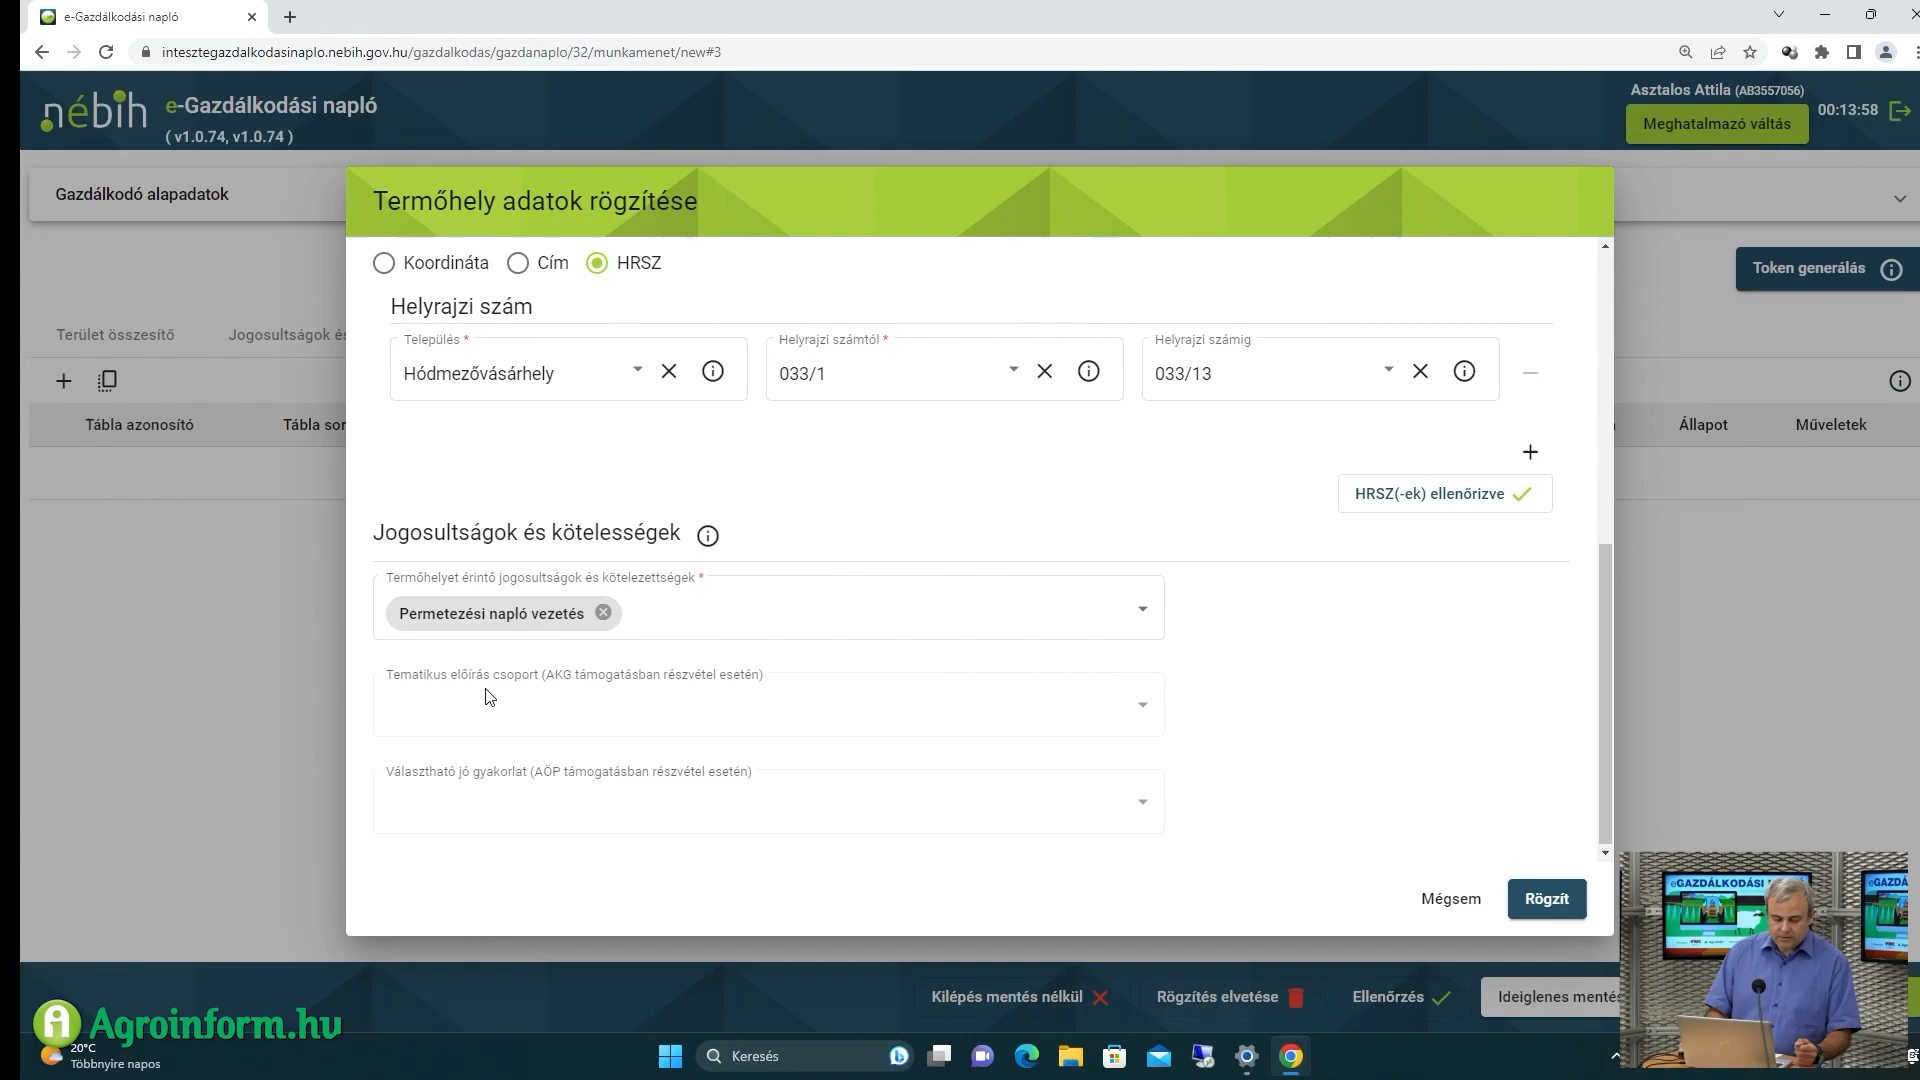 e-Gazdálkodási napló
intesztegazdalkodasinaplo.nebih.gov.hu/gazdalkodas/gazdanaplo/32/munkamenet/new#3
nébih
e-Gazdálkodási napló
( v1.0.74, v1.0.74 )
Asztalos Attila (AB3557056)
Meghatalmazó váltás
00:13:58
Gazdálkodó alapadatok
Termőhely adatok rögzítése
Koordináta
Cím
HRSZ
Token generálás
Helyrajzi szám
Terület összesítő
Jogosultságok és
Település *
Hódmezővásárhely
Helyrajzi számtól *
033/1
Helyrajzi számig
033/13
Tábla azonosító
Tábla sor
Állapot
Műveletek
HRSZ(-ek) ellenőrizve
Jogosultságok és kötelességek
Termőhelyet érintő jogosultságok és kötelezettségek *
Permetezési napló vezetés
Tematikus előírás csoport (AKG támogatásban részvétel esetén)
Választható jó gyakorlat (AÖP támogatásban részvétel esetén)
Mégsem
Rögzít
Kilépés mentés nélkül
Rögzítés elvetése
Ellenőrzés
Ideiglenes mentés
Agroinform.hu
20°C
Többnyire napos
Keresés